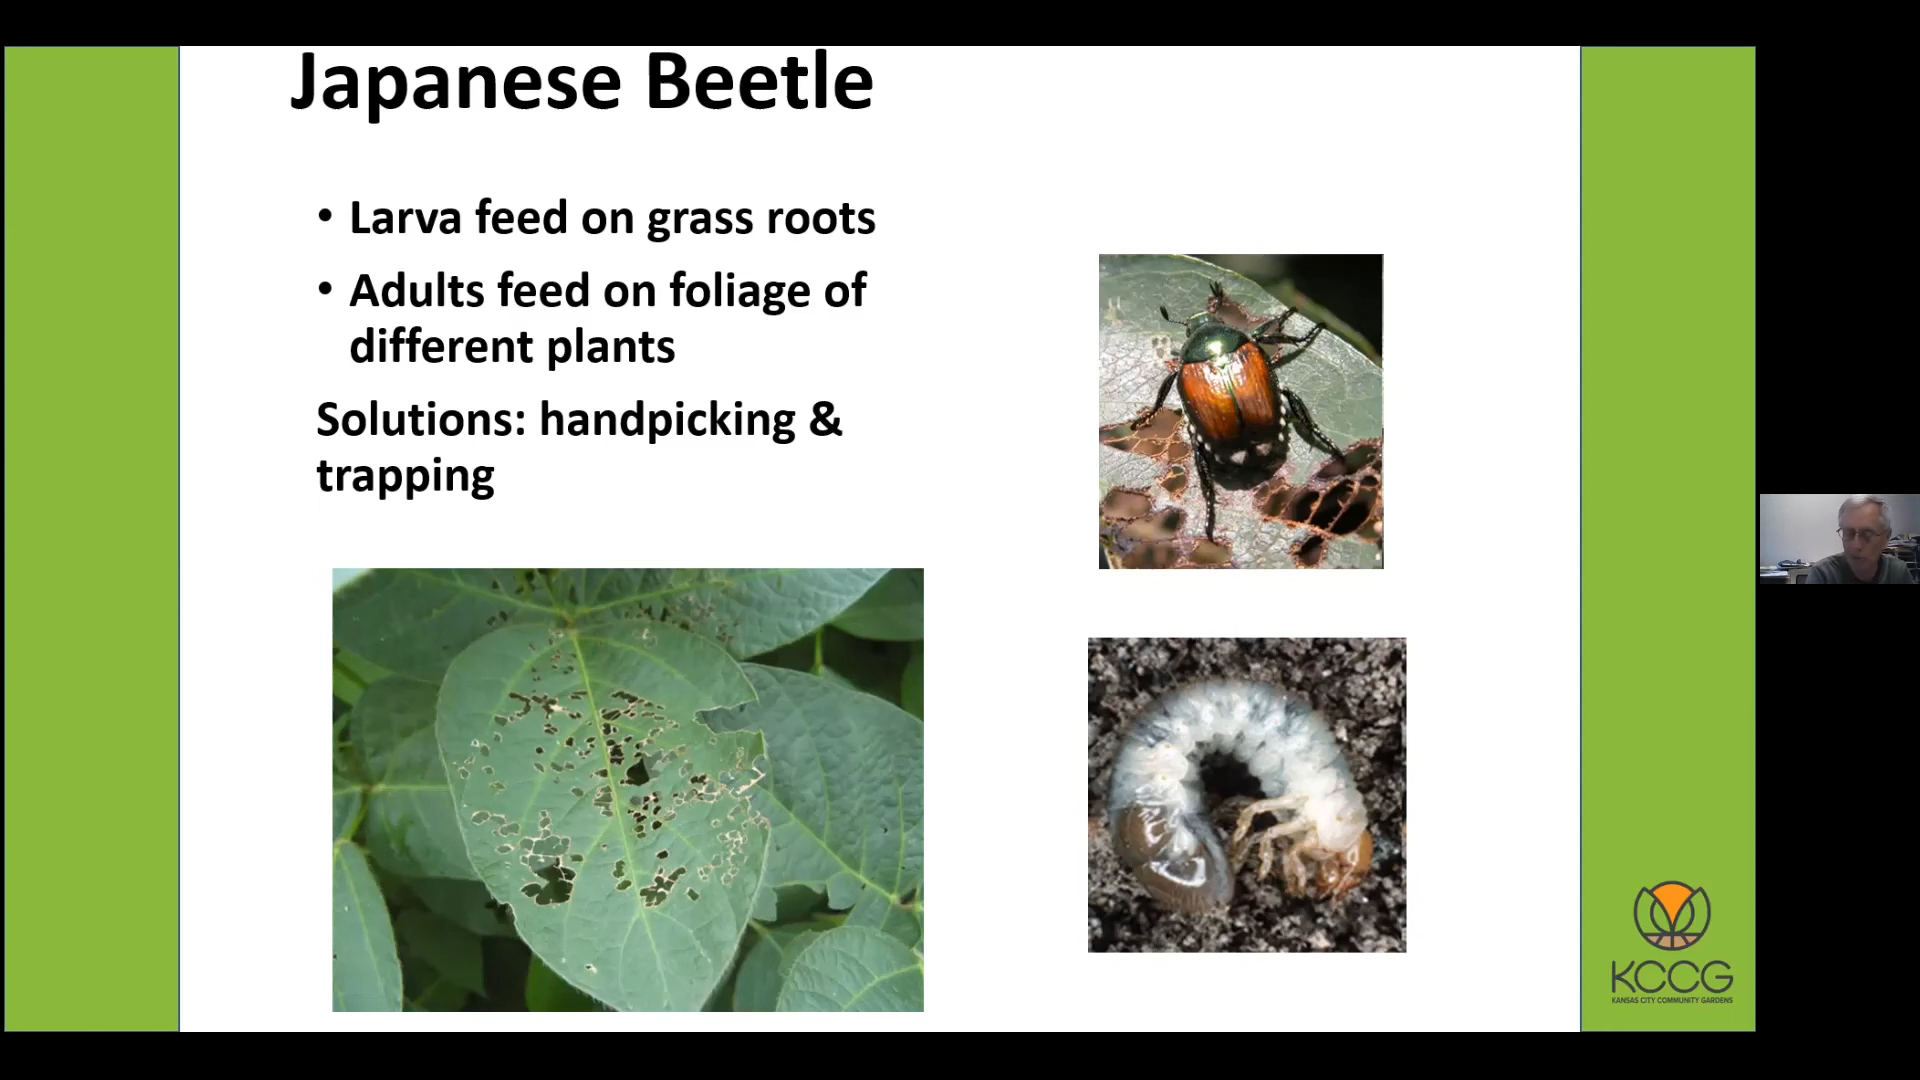 Japanese Beetle
• Larva feed on grass roots
• Adults feed on foliage of
different plants
Solutions: handpicking &
trapping
KCCG
KANSAS CITY COMMUNITY GARDENS